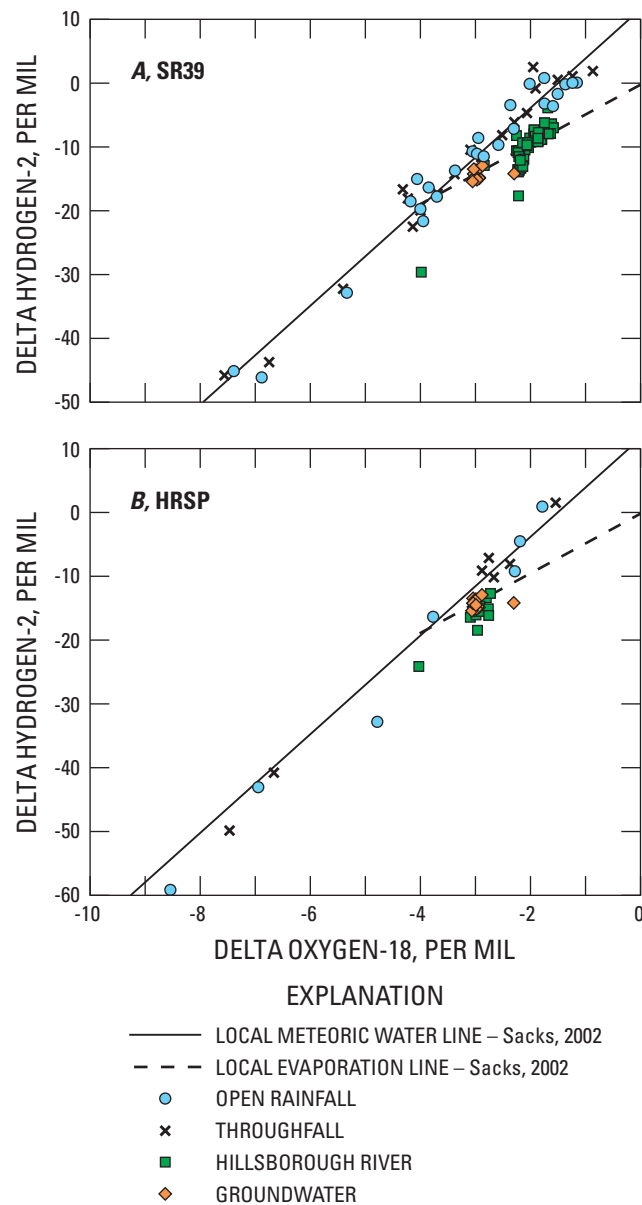 A, SR39
DELTA HYDROGEN-2, PER MIL
10
0
-10
-20
-30
-40
-50
B, HRSP
DELTA HYDROGEN-2, PER MIL
10
0
-10
-20
-30
-40
-50
-60
-10 -8 -6 -4 -2 0
DELTA OXYGEN-18, PER MIL
EXPLANATION
LOCAL METEORIC WATER LINE – Sacks, 2002
LOCAL EVAPORATION LINE – Sacks, 2002
OPEN RAINFALL
THROUGHFALL
HILLSBOROUGH RIVER
GROUNDWATER